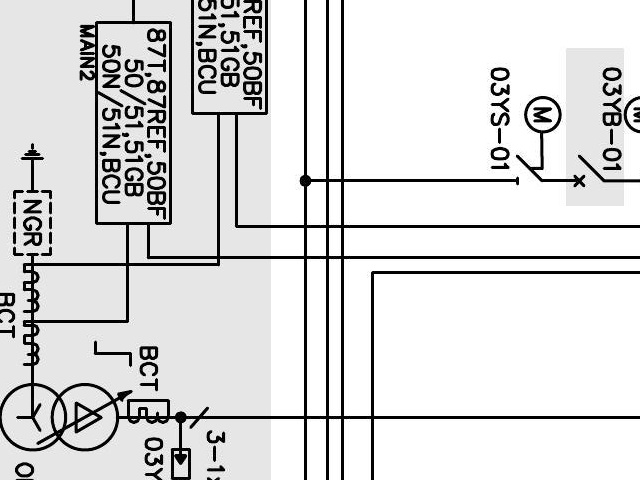 REF,50BF
51,51GB
51N,BCU
87T,87REF,50BF
50/51,51GB
50N/51N,BCU
MAIN2
03YS-01
M
03YB-01
NGR
BCT
BCT
03Y
3-1